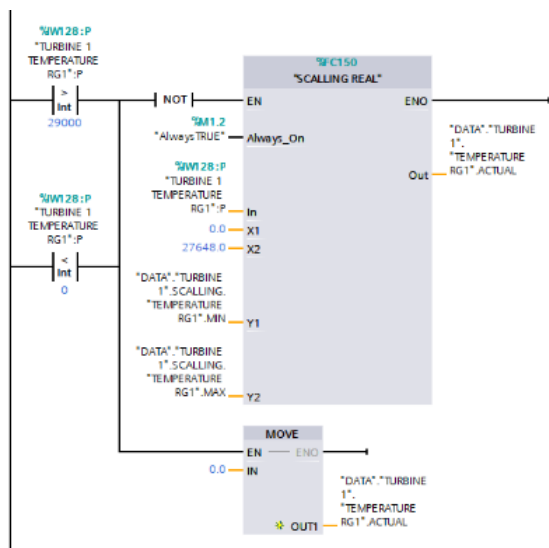 %IW128:P
"TURBINE 1
TEMPERATURE
RG1":P
>
Int
29000
%IW128:P
"TURBINE 1
TEMPERATURE
RG1":P
<
Int
0
NOT
%FC150
"SCALLING REAL"
EN
ENO
%M1.2
"AlwaysTRUE"
Always_On
%IW128:P
"TURBINE 1
TEMPERATURE
RG1":P
In
0.0
X1
27648.0
X2
"DATA"."TURBINE
1".SCALLING.
"TEMPERATURE
RG1".MIN
Y1
"DATA"."TURBINE
1".SCALLING.
"TEMPERATURE
RG1".MAX
Y2
"DATA"."TURBINE
1".
"TEMPERATURE
RG1".ACTUAL
Out
MOVE
EN
ENO
0.0
IN
OUT1
"DATA"."TURBINE
1".
"TEMPERATURE
RG1".ACTUAL